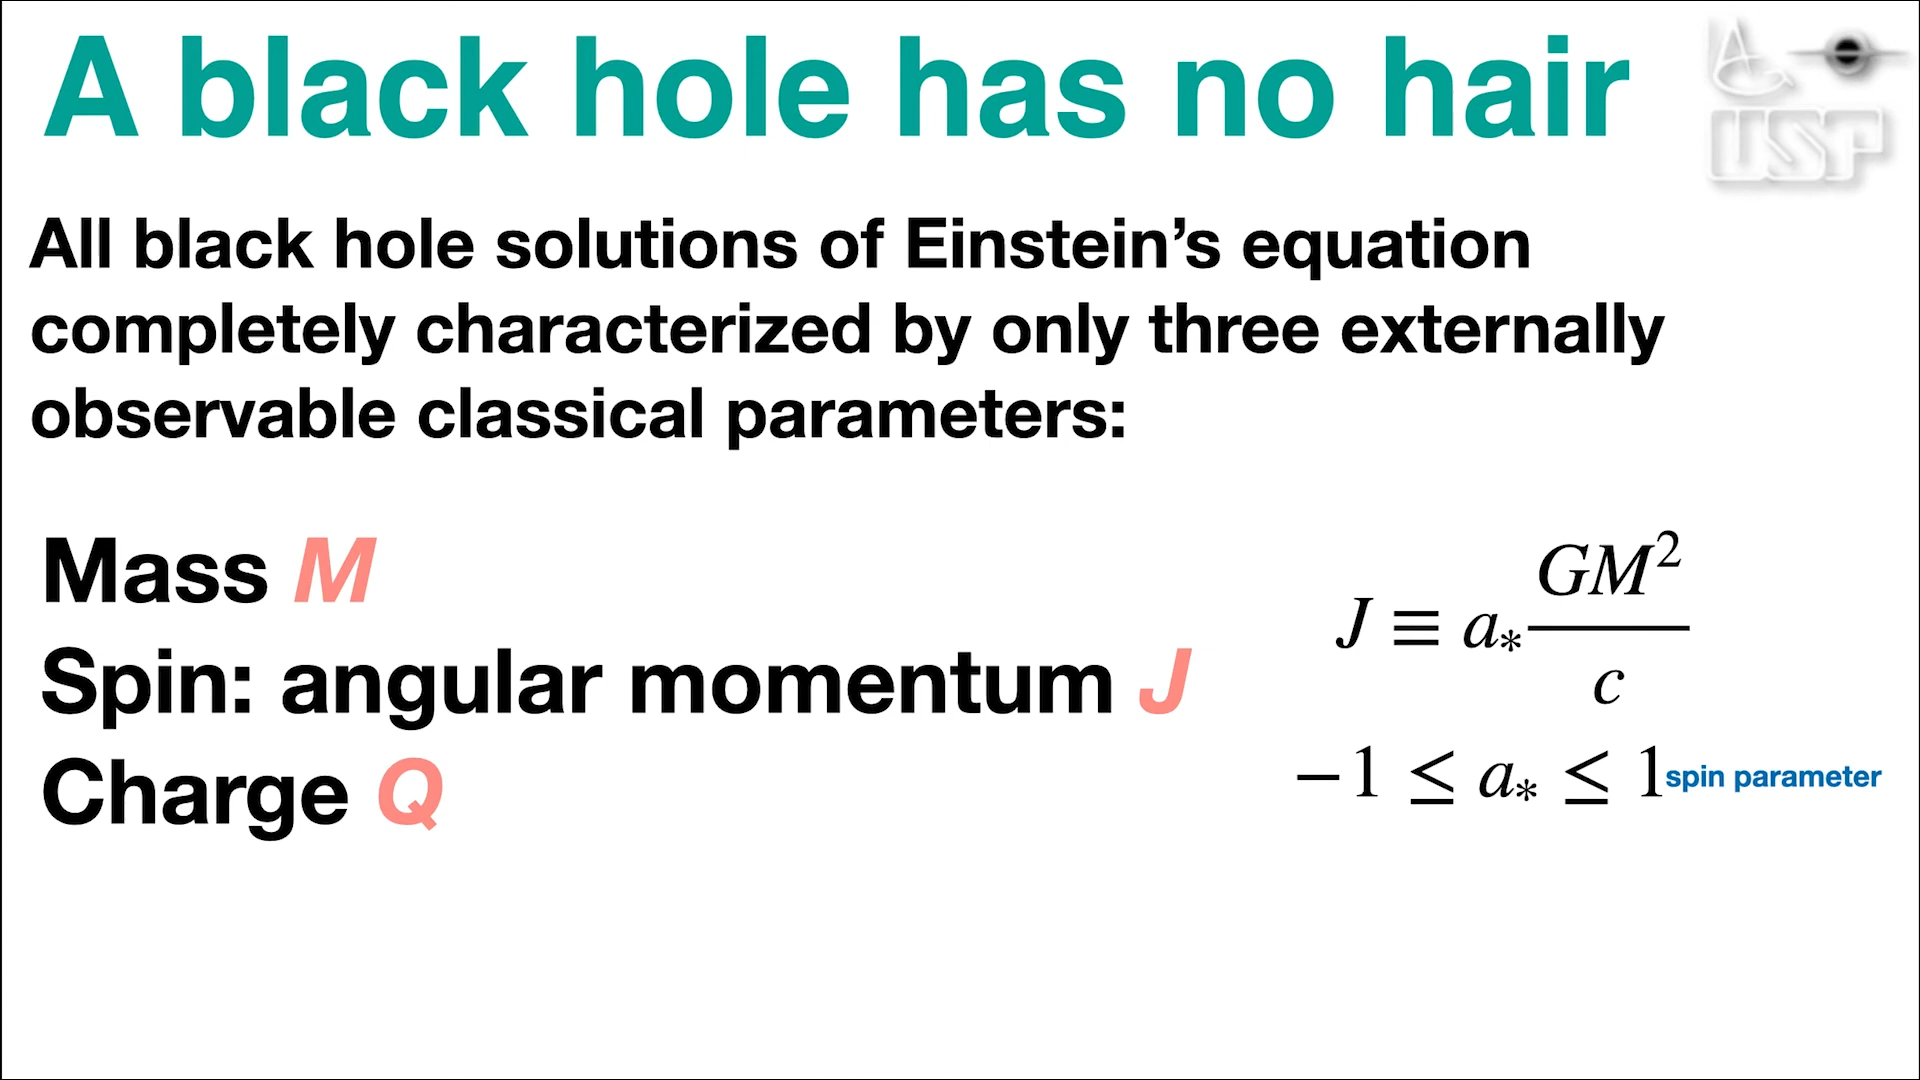 A black hole has no hair
AG
USP
All black hole solutions of Einstein’s equation
completely characterized by only three externally
observable classical parameters:
Mass M
Spin: angular momentum J
Charge Q
J ≡ a* GM²/c
−1 ≤ a* ≤ 1 spin parameter